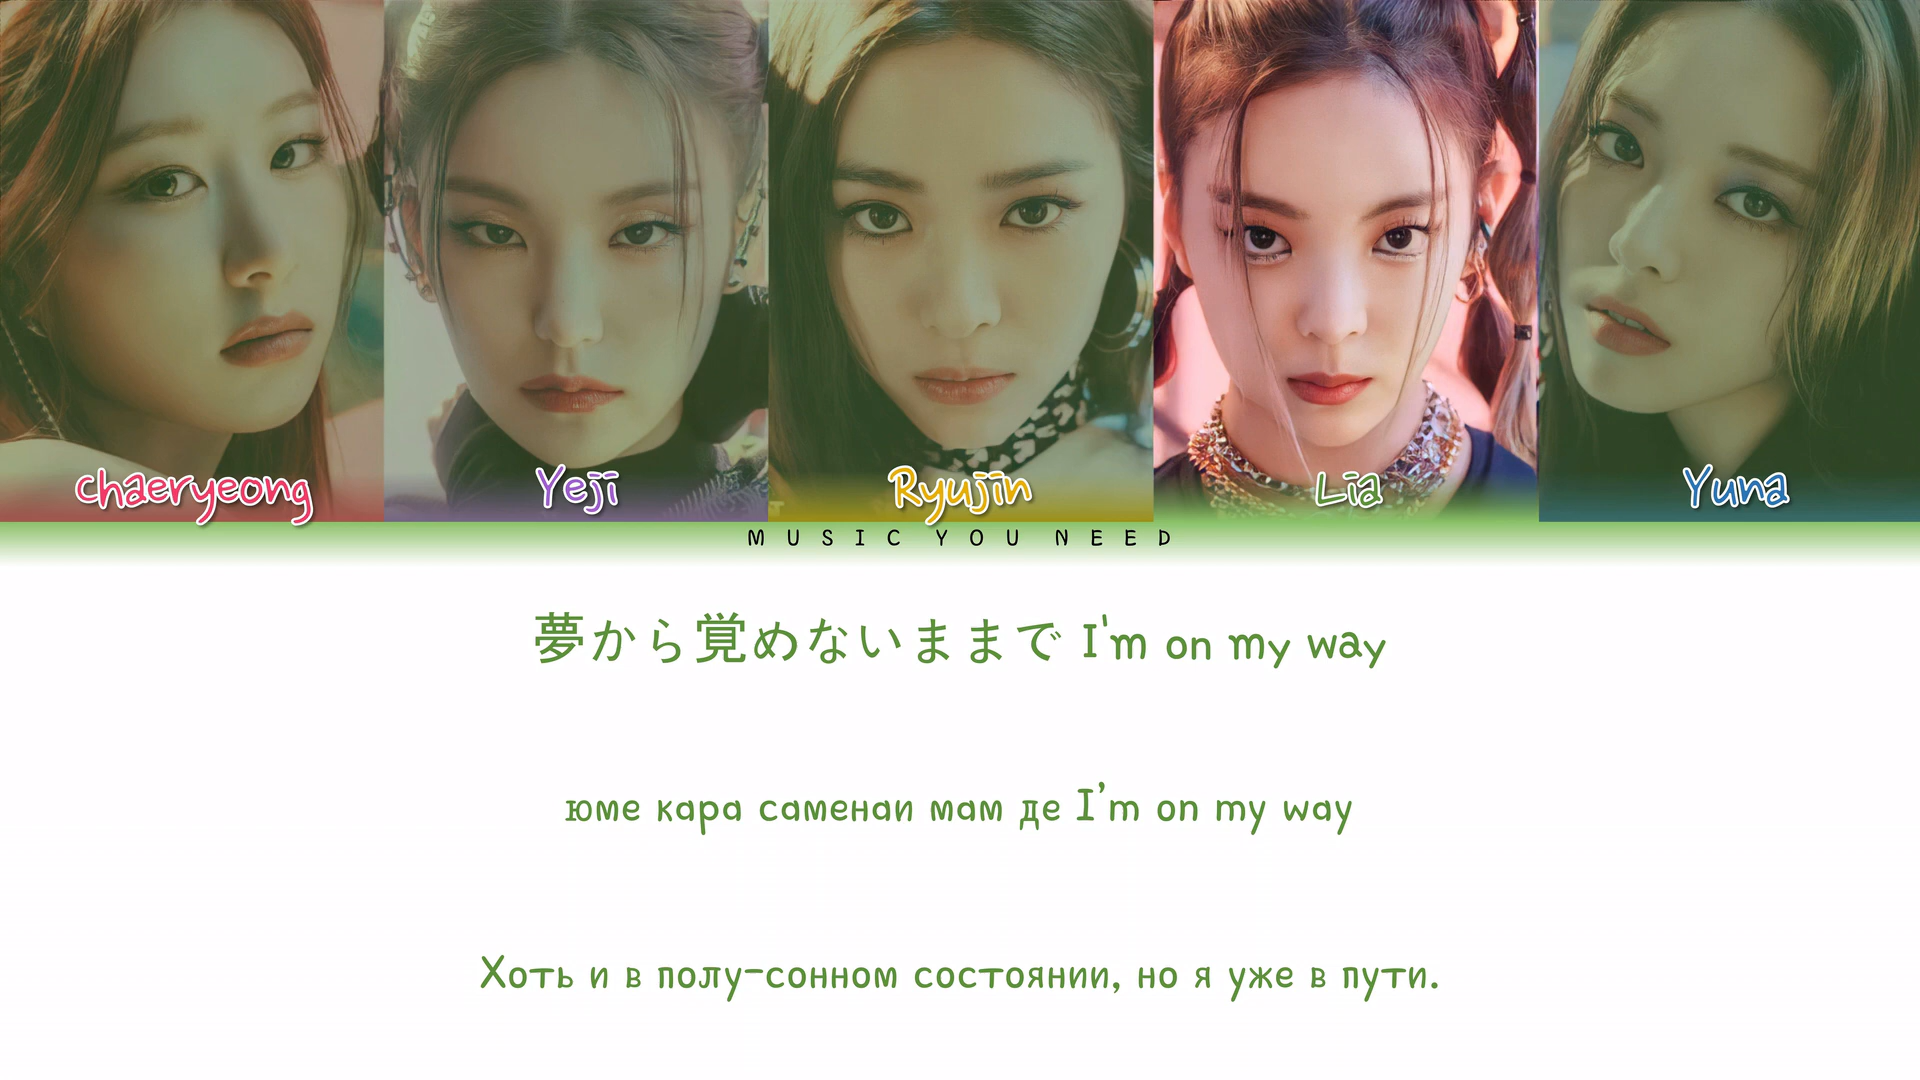 chaeryeong Yeji Ryujin Lia Yuna
MUSIC YOU NEED
夢から覚めないままで I'm on my way
юме кара саменаи мам де I’m on my way
Хоть и в полу-сонном состоянии, но я уже в пути.